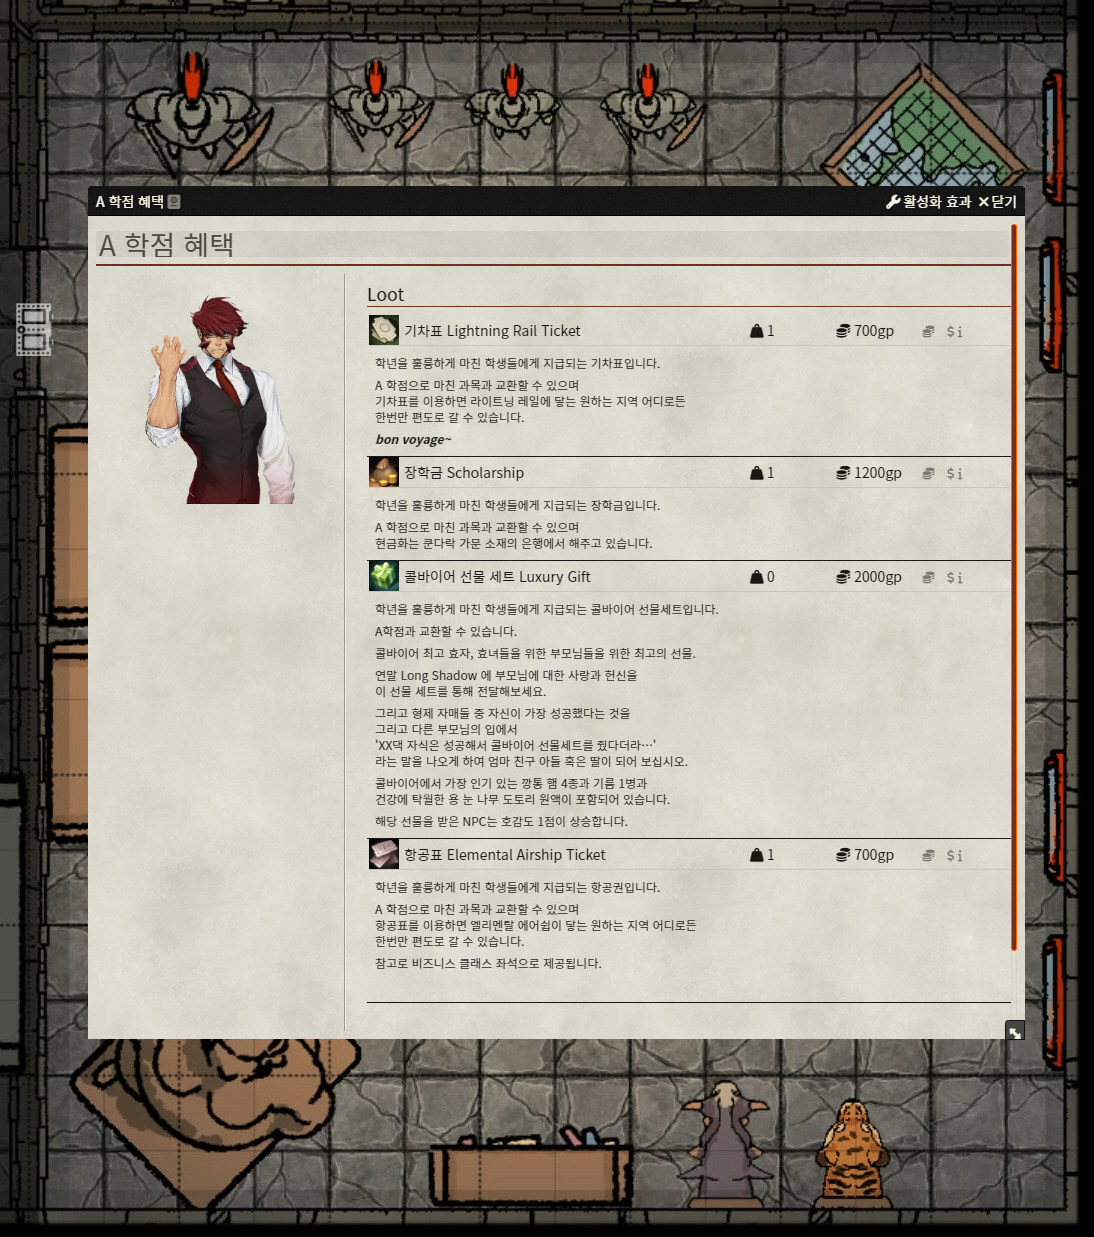 A 학점 혜택
활성화 효과
닫기
A 학점 혜택
Loot
기차표 Lightning Rail Ticket 1 700gp
학년을 훌륭하게 마친 학생들에게 지급되는 기차표입니다.
A 학점으로 마친 과목과 교환할 수 있으며
기차표를 이용하면 라이트닝 레일에 닿는 원하는 지역 어디로든
한번만 편도로 갈 수 있습니다.
bon voyage~
장학금 Scholarship 1 1200gp
학년을 훌륭하게 마친 학생들에게 지급되는 장학금입니다.
A 학점으로 마친 과목과 교환할 수 있으며
현금화는 쿤다락 가문 소재의 은행에서 해주고 있습니다.
콜바이어 선물 세트 Luxury Gift 0 2000gp
학년을 훌륭하게 마친 학생들에게 지급되는 콜바이어 선물세트입니다.
A학점과 교환할 수 있습니다.
콜바이어 최고 효자, 효녀들을 위한 부모님들을 위한 최고의 선물.
연말 Long Shadow 에 부모님에 대한 사랑과 헌신을
이 선물 세트를 통해 전달해보세요.
그리고 형제 자매들 중 자신이 가장 성공했다는 것을
그리고 다른 부모님의 입에서
'XX댁 자식은 성공해서 콜바이어 선물세트를 줬다더라…'
라는 말을 나오게 하여 엄마 친구 아들 혹은 딸이 되어 보십시오.
콜바이어에서 가장 인기 있는 깡통 햄 4종과 기름 1병과
건강에 탁월한 용 눈 나무 도토리 원액이 포함되어 있습니다.
해당 선물을 받은 NPC는 호감도 1점이 상승합니다.
항공표 Elemental Airship Ticket 1 700gp
학년을 훌륭하게 마친 학생들에게 지급되는 항공권입니다.
A 학점으로 마친 과목과 교환할 수 있으며
항공표를 이용하면 엘리멘탈 에어쉽이 닿는 원하는 지역 어디로든
한번만 편도로 갈 수 있습니다.
참고로 비즈니스 클래스 좌석으로 제공됩니다.